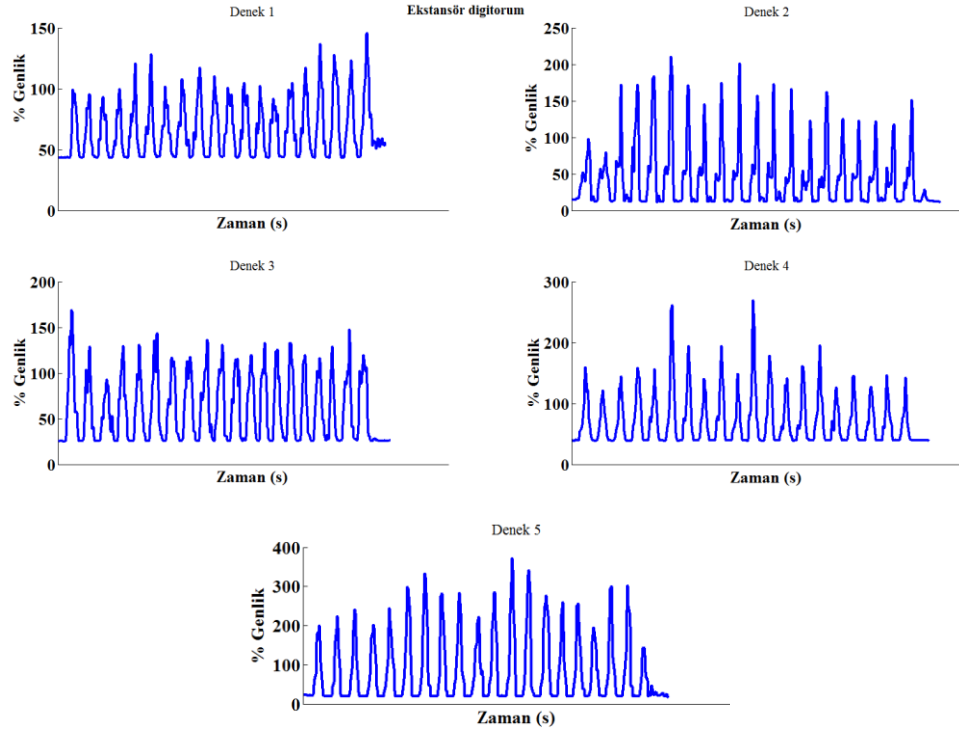 Denek 1
Ekstansör digitorum
Denek 2
% Genlik
150
100
50
0
Zaman (s)
% Genlik
250
200
150
100
50
0
Zaman (s)
Denek 3
% Genlik
200
150
100
50
0
Zaman (s)
Denek 4
% Genlik
300
200
100
0
Zaman (s)
Denek 5
% Genlik
400
300
200
100
0
Zaman (s)